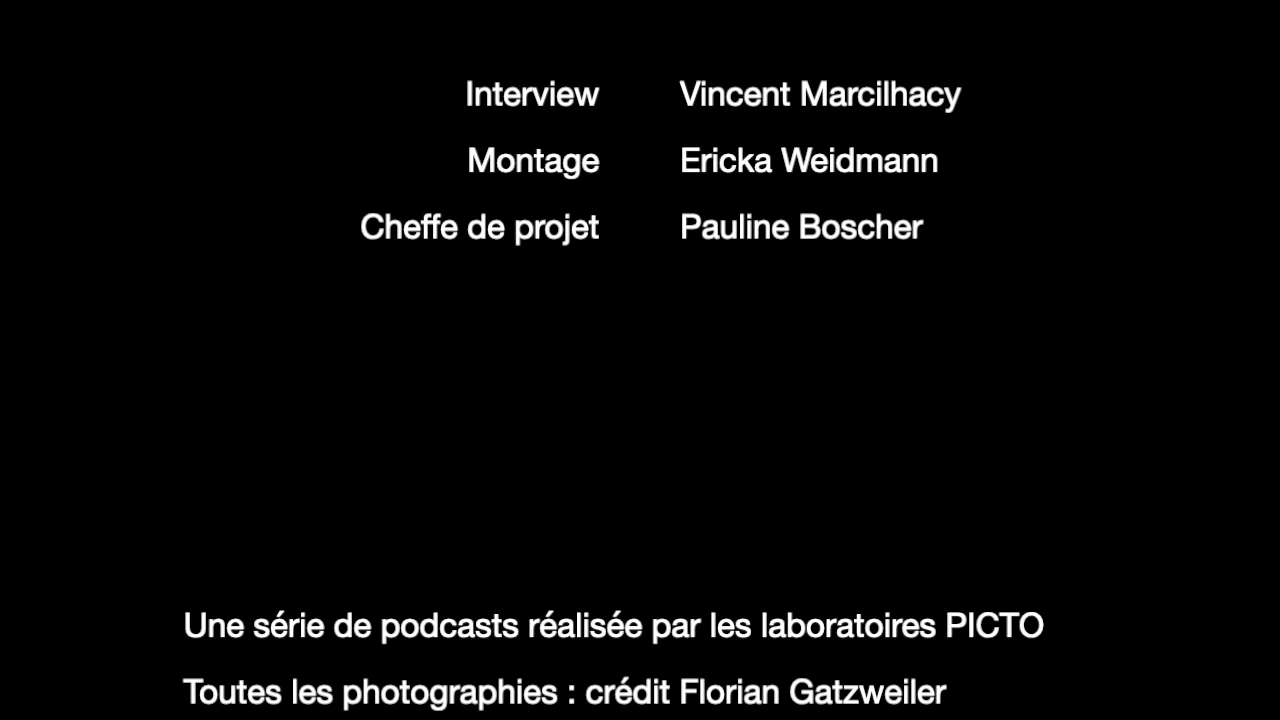 Interview Vincent Marcilhacy
Montage Ericka Weidmann
Cheffe de projet Pauline Boscher
Une série de podcasts réalisée par les laboratoires PICTO
Toutes les photographies : crédit Florian Gatzweiler